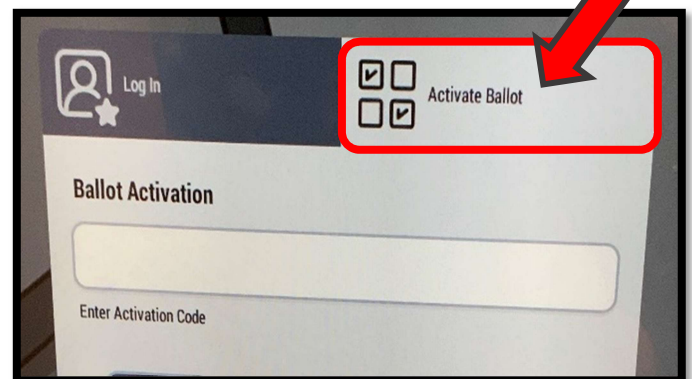 Log In
Activate Ballot
Ballot Activation
Enter Activation Code